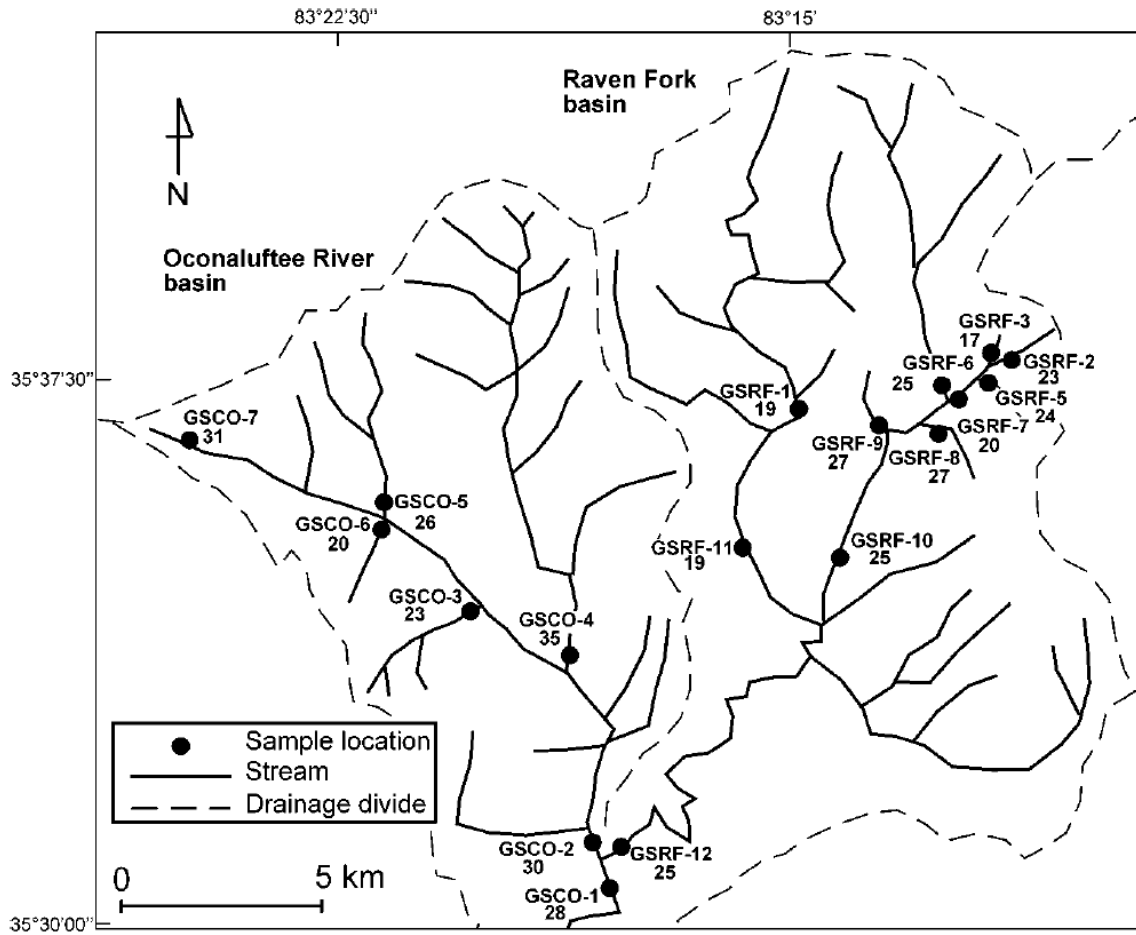 83°22'30"
83°15'
Raven Fork
basin
N
Oconaluftee River
basin
GSRF-3
17
GSRF-2
23
GSRF-6
25
35°37'30"
GSRF-1
19
GSRF-5
24
GSCO-7
31
GSRF-7
20
GSRF-9
27
GSRF-8
27
GSCO-5
26
GSCO-6
20
GSRF-11
19
GSRF-10
25
GSCO-3
23
GSCO-4
35
Sample location
Stream
Drainage divide
GSCO-2
30
GSRF-12
25
0
5 km
GSCO-1
28
35°30'00"